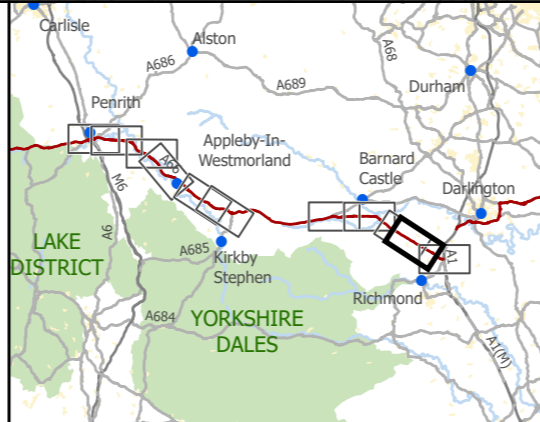 Carlisle
Alston
A686
A68
A689
Durham
Penrith
Appleby-In-
Westmorland
Barnard
Castle
Darlington
A66
M6
A6
LAKE
DISTRICT
A685
Kirkby
Stephen
A1
Richmond
A684
YORKSHIRE
DALES
A1(M)